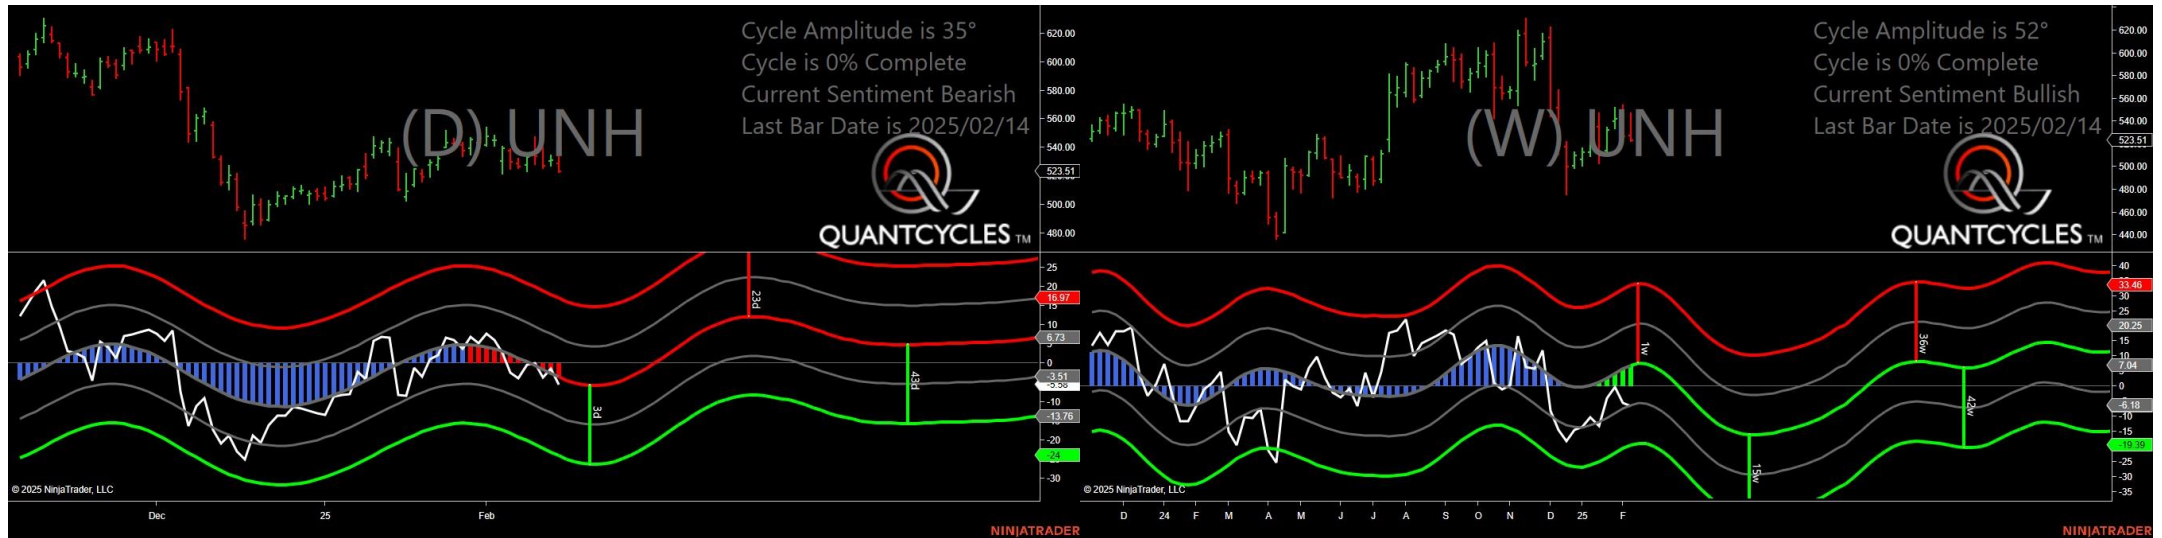 Cycle Amplitude is 35°
Cycle is 0% Complete
Current Sentiment Bearish
Last Bar Date is 2025/02/14
(D) UNH
QUANTCYCLES TM
620.00
600.00
580.00
560.00
540.00
523.51
500.00
480.00
25
20
16.97
15
10
6.73
0
-3.51
-10
-13.76
-20
-24
-30
23d
3d
43d
© 2025 NinjaTrader, LLC
Dec
25
Feb
NINJATRADER
Cycle Amplitude is 52°
Cycle is 0% Complete
Current Sentiment Bullish
Last Bar Date is 2025/02/14
(W) UNH
QUANTCYCLES TM
620.00
600.00
580.00
560.00
540.00
523.51
500.00
480.00
460.00
440.00
40
33.46
30
25
20.25
15
10
7.04
0
-6.18
-10
-15
-19.39
-25
-30
-35
1w
36w
15w
42w
© 2025 NinjaTrader, LLC
D
24
F
M
A
M
J
J
A
S
O
N
D
25
F
NINJATRADER